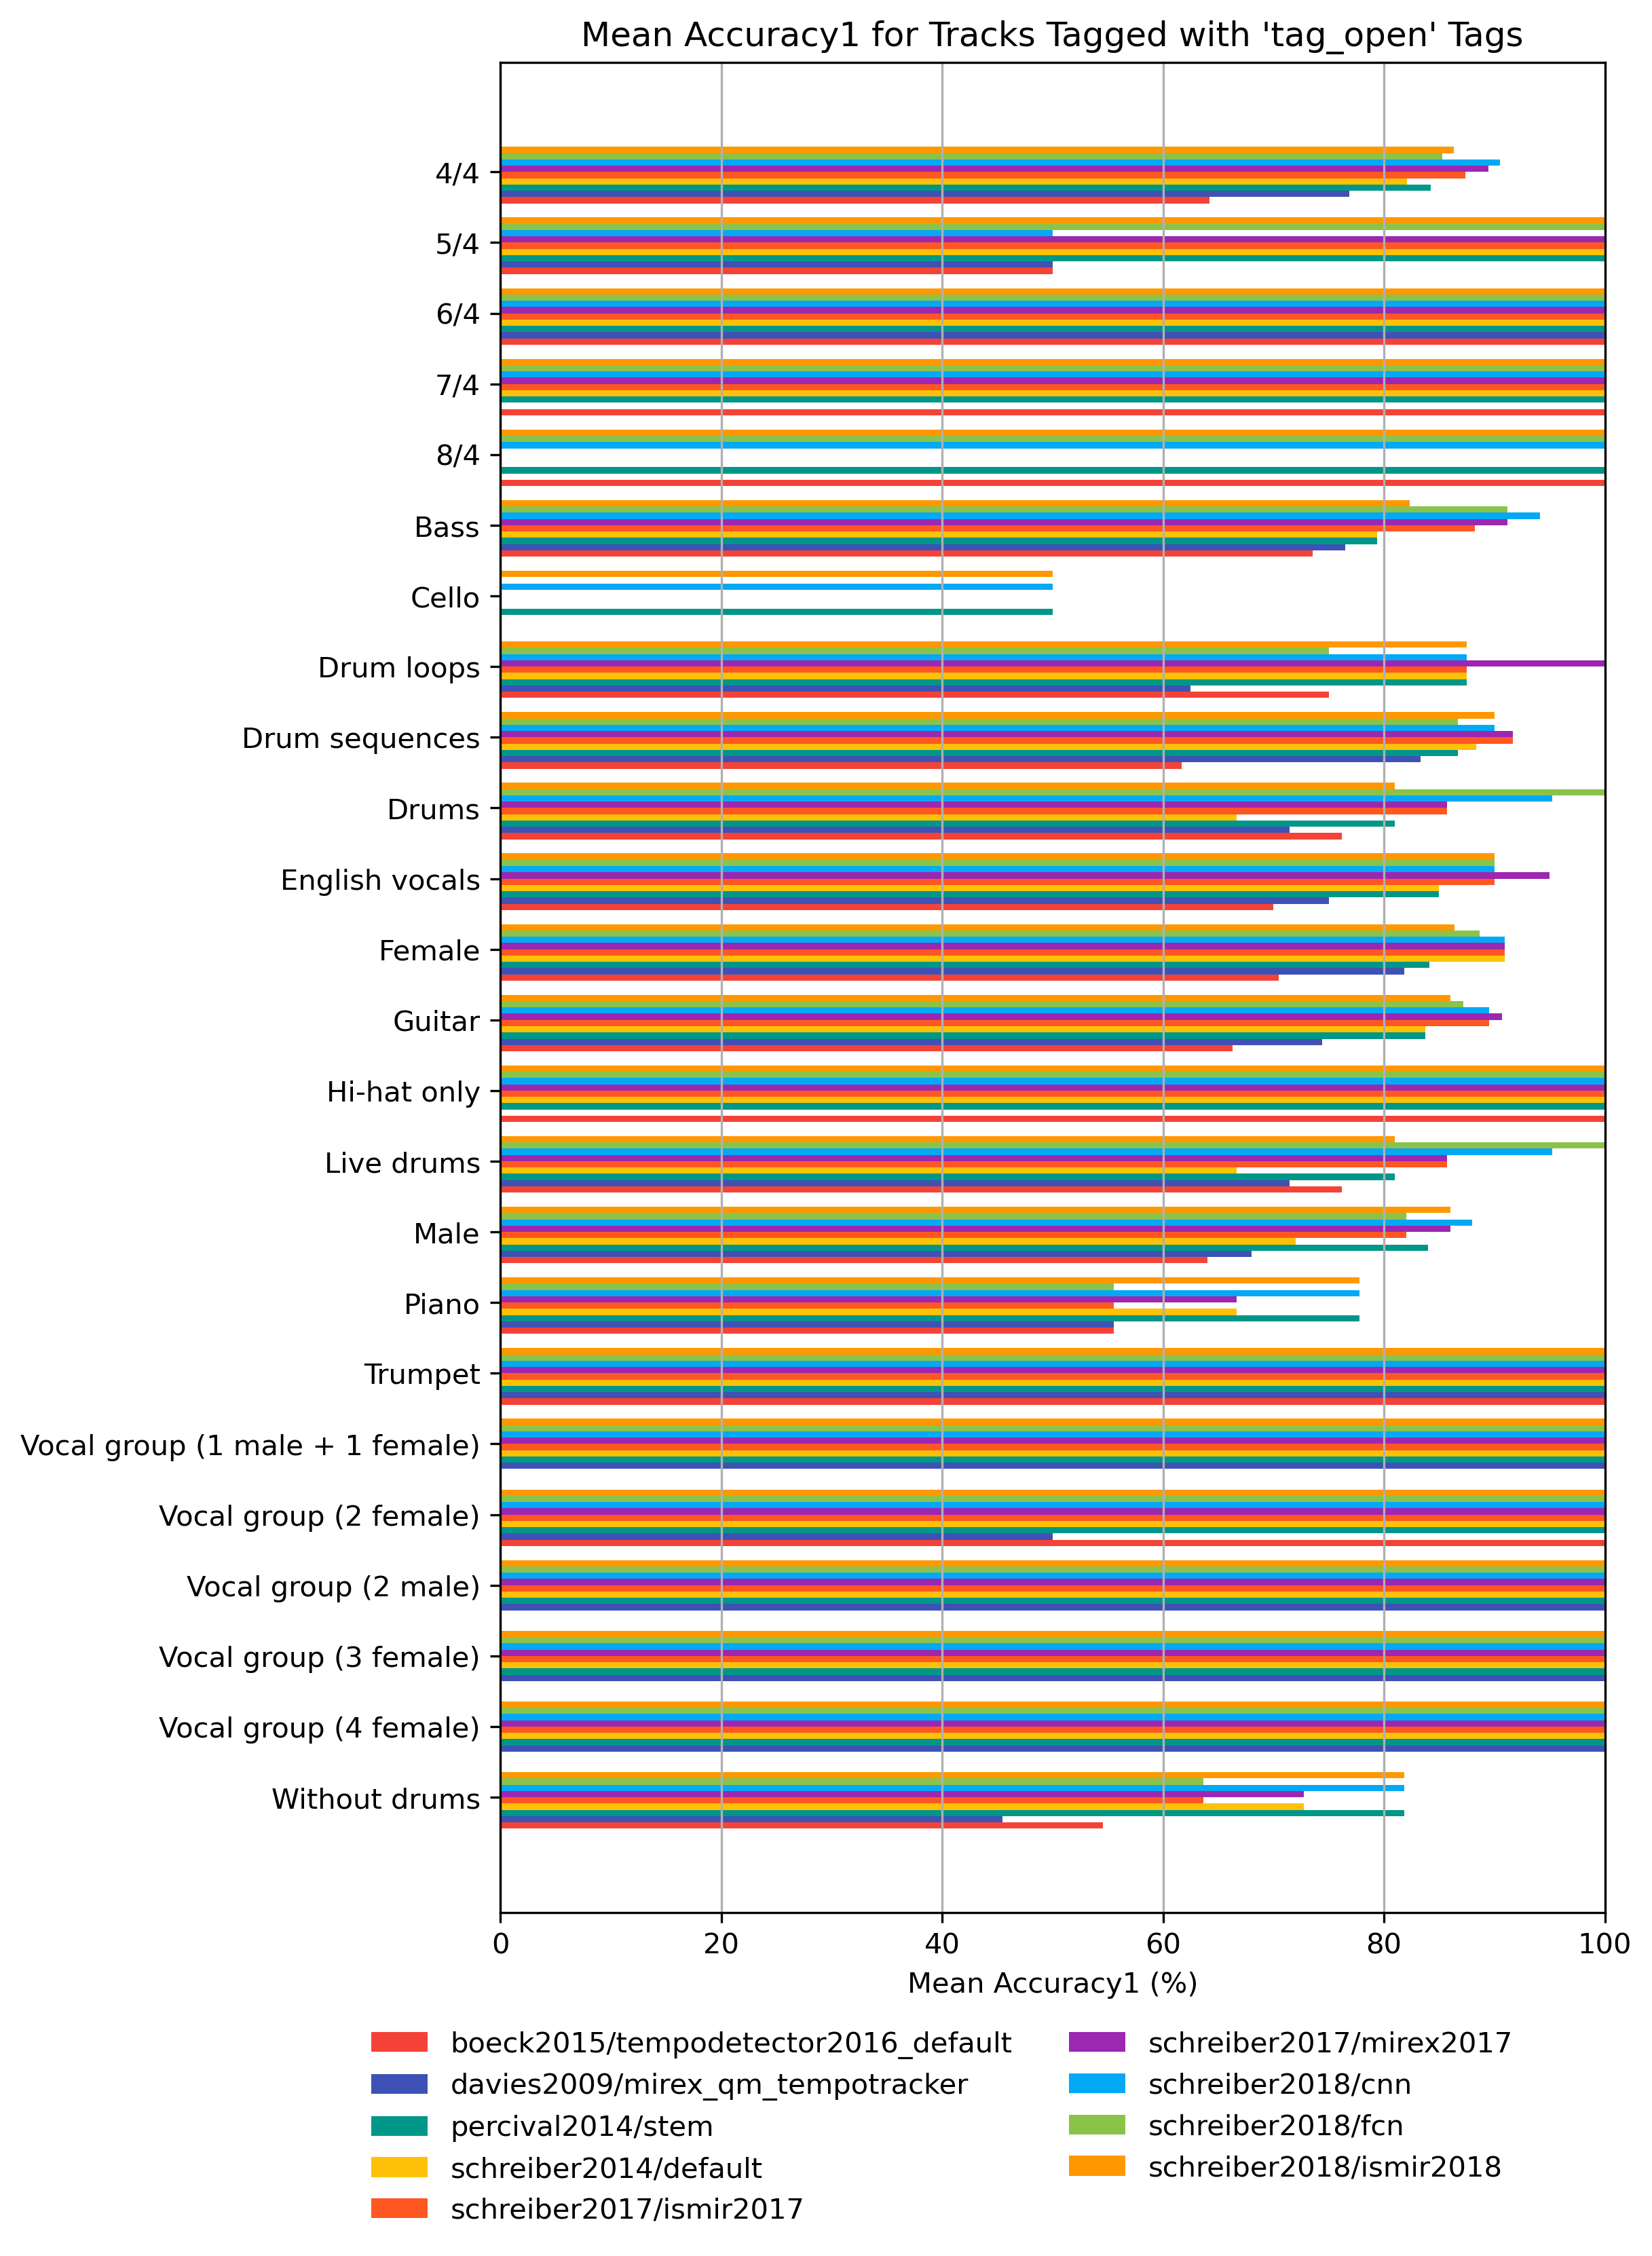 Mean Accuracy1 for Tracks Tagged with 'tag_open' Tags
4/4
5/4
6/4
7/4
8/4
Bass
Cello
Drum loops
Drum sequences
Drums
English vocals
Female
Guitar
Hi-hat only
Live drums
Male
Piano
Trumpet
Vocal group (1 male + 1 female)
Vocal group (2 female)
Vocal group (2 male)
Vocal group (3 female)
Vocal group (4 female)
Without drums
0 20 40 60 80 100
Mean Accuracy1 (%)
boeck2015/tempodetector2016_default
davies2009/mirex_qm_tempotracker
percival2014/stem
schreiber2014/default
schreiber2017/ismir2017
schreiber2017/mirex2017
schreiber2018/cnn
schreiber2018/fcn
schreiber2018/ismir2018